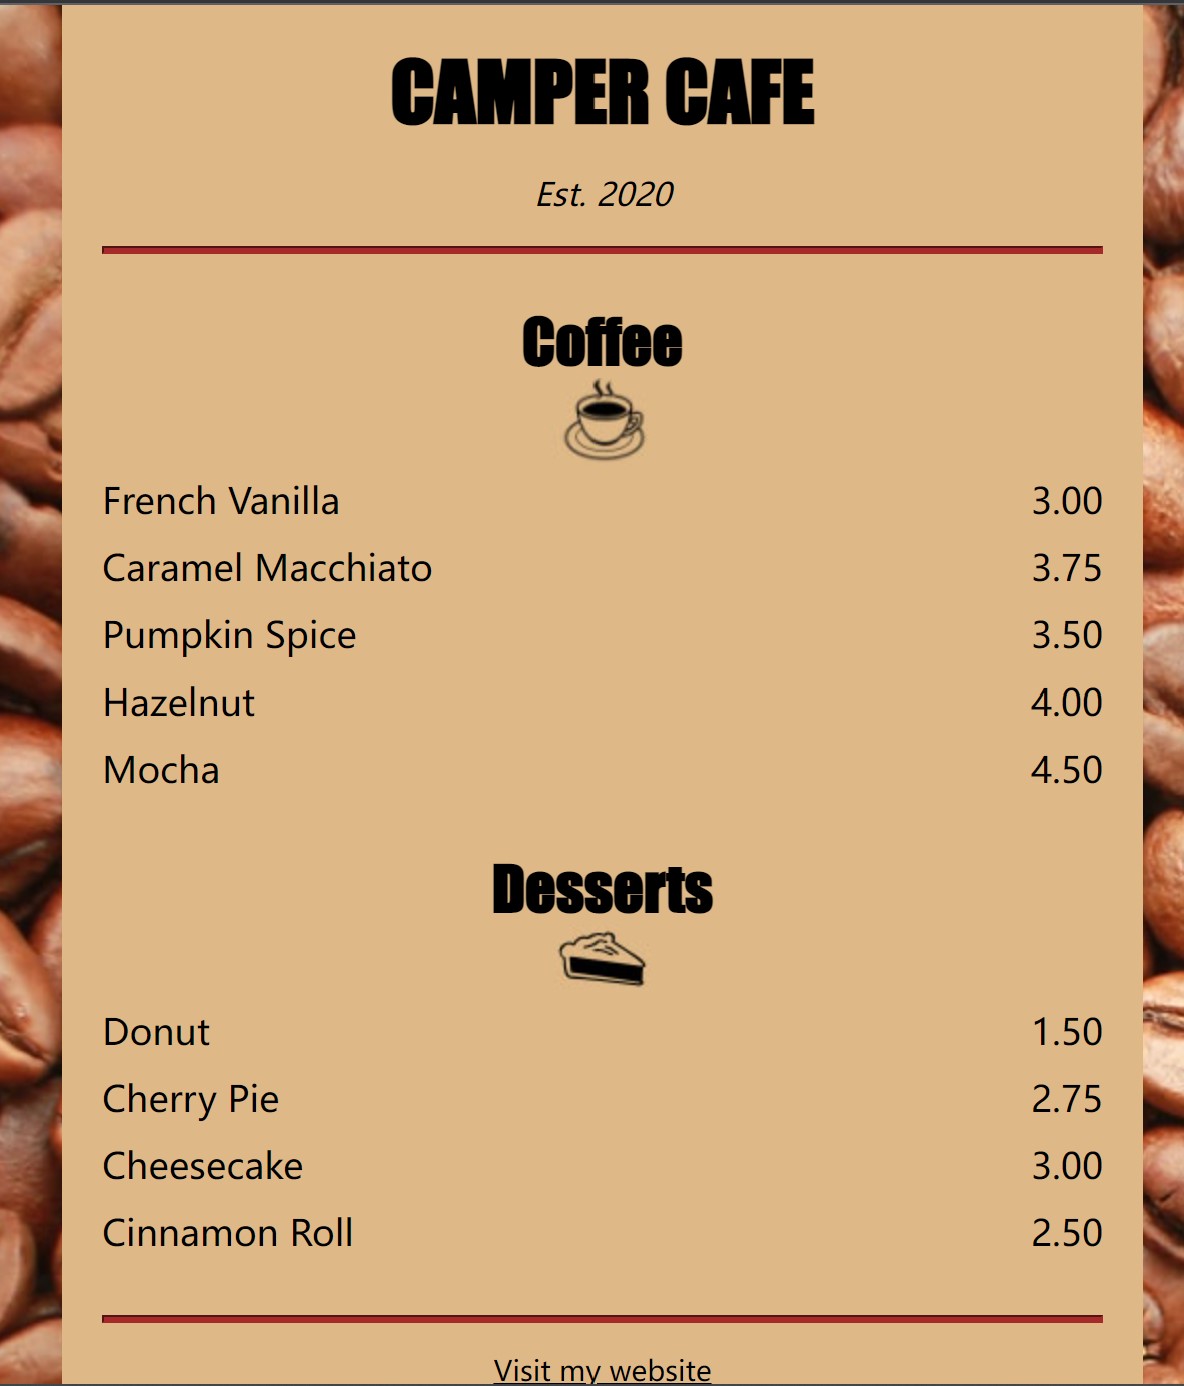 CAMPER CAFE
Est. 2020
Coffee
French Vanilla 3.00
Caramel Macchiato 3.75
Pumpkin Spice 3.50
Hazelnut 4.00
Mocha 4.50
Desserts
Donut 1.50
Cherry Pie 2.75
Cheesecake 3.00
Cinnamon Roll 2.50
Visit my website